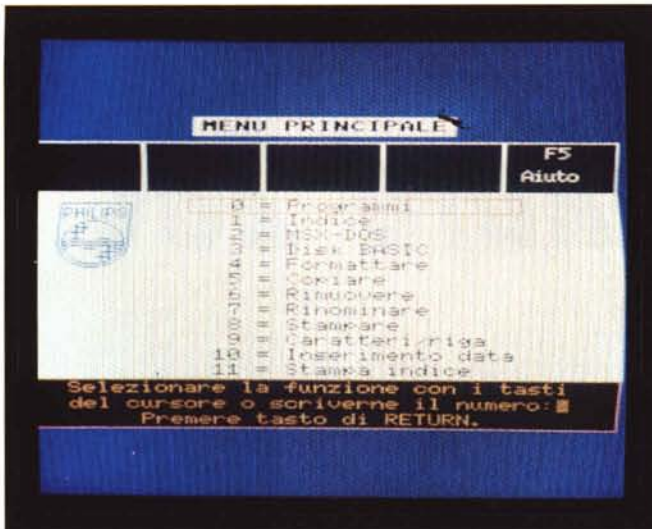 MENU PRINCIPALE
F5
Aiuto
PHILIPS
0 = Programmi
1 = Indice
2 = MSX-DOS
3 = Disk BASIC
4 = Formattare
5 = Copiare
6 = Rimuovere
7 = Rinominare
8 = Stampare
9 = Caratteri/riga
10 = Inserimento data
11 = Stampa indice
Selezionare la funzione con i tasti
del cursore o scriverne il numero:
Premere tasto di RETURN.